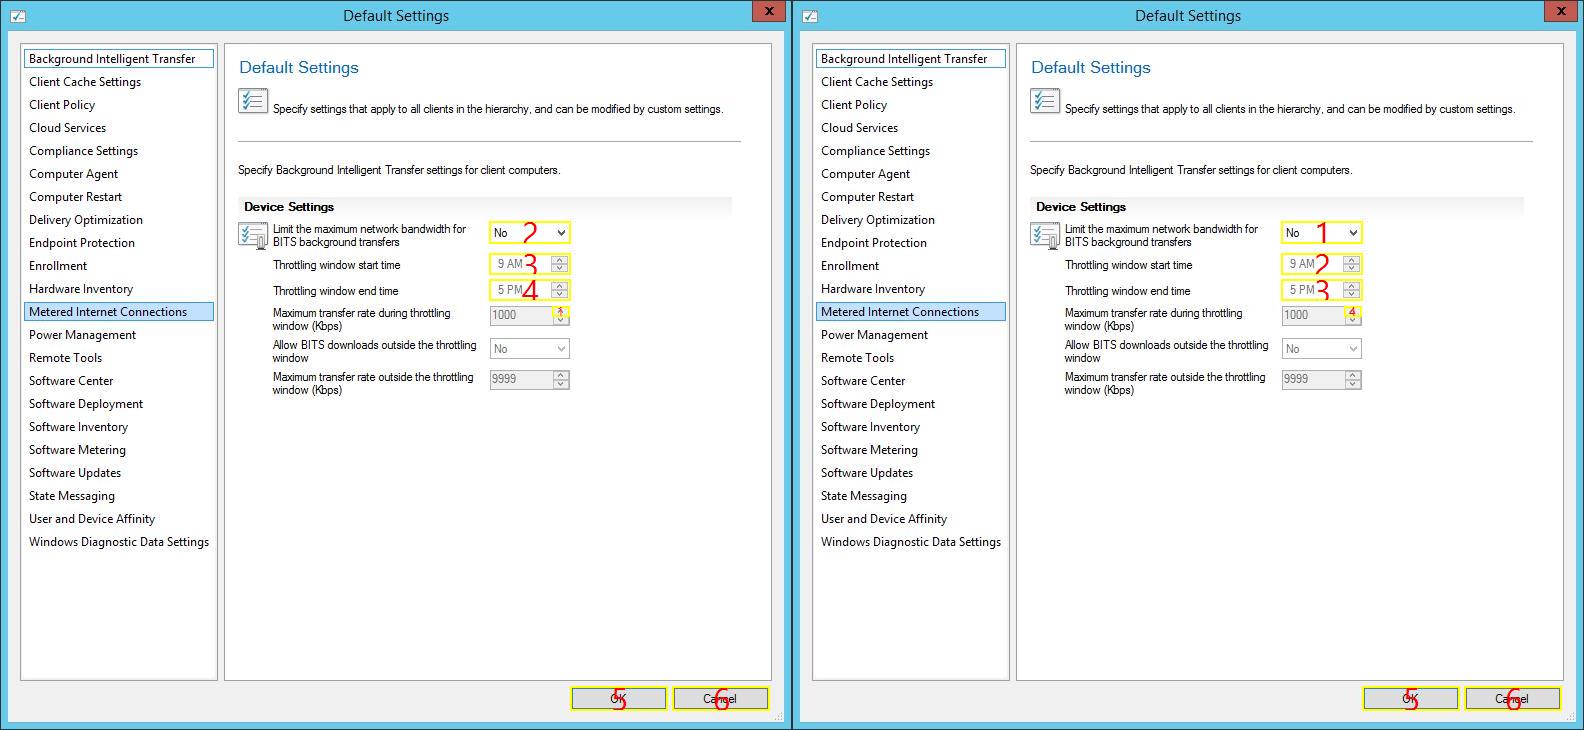 Default Settings
x
Background Intelligent Transfer
Client Cache Settings
Client Policy
Cloud Services
Compliance Settings
Computer Agent
Computer Restart
Delivery Optimization
Endpoint Protection
Enrollment
Hardware Inventory
Metered Internet Connections
Power Management
Remote Tools
Software Center
Software Deployment
Software Inventory
Software Metering
Software Updates
State Messaging
User and Device Affinity
Windows Diagnostic Data Settings
Default Settings
Specify settings that apply to all clients in the hierarchy, and can be modified by custom settings.
Specify Background Intelligent Transfer settings for client computers.
Device Settings
Limit the maximum network bandwidth for
BITS background transfers
No 2
Throttling window start time
9 AM 3
Throttling window end time
5 PM 4
Maximum transfer rate during throttling
window (Kbps)
1000
Allow BITS downloads outside the throttling
window
No
Maximum transfer rate outside the throttling
window (Kbps)
9999
OK 5
Cancel 6
Default Settings
x
Background Intelligent Transfer
Client Cache Settings
Client Policy
Cloud Services
Compliance Settings
Computer Agent
Computer Restart
Delivery Optimization
Endpoint Protection
Enrollment
Hardware Inventory
Metered Internet Connections
Power Management
Remote Tools
Software Center
Software Deployment
Software Inventory
Software Metering
Software Updates
State Messaging
User and Device Affinity
Windows Diagnostic Data Settings
Default Settings
Specify settings that apply to all clients in the hierarchy, and can be modified by custom settings.
Specify Background Intelligent Transfer settings for client computers.
Device Settings
Limit the maximum network bandwidth for
BITS background transfers
No 1
Throttling window start time
9 AM 2
Throttling window end time
5 PM 3
Maximum transfer rate during throttling
window (Kbps)
1000 4
Allow BITS downloads outside the throttling
window
No
Maximum transfer rate outside the throttling
window (Kbps)
9999
OK 5
Cancel 6